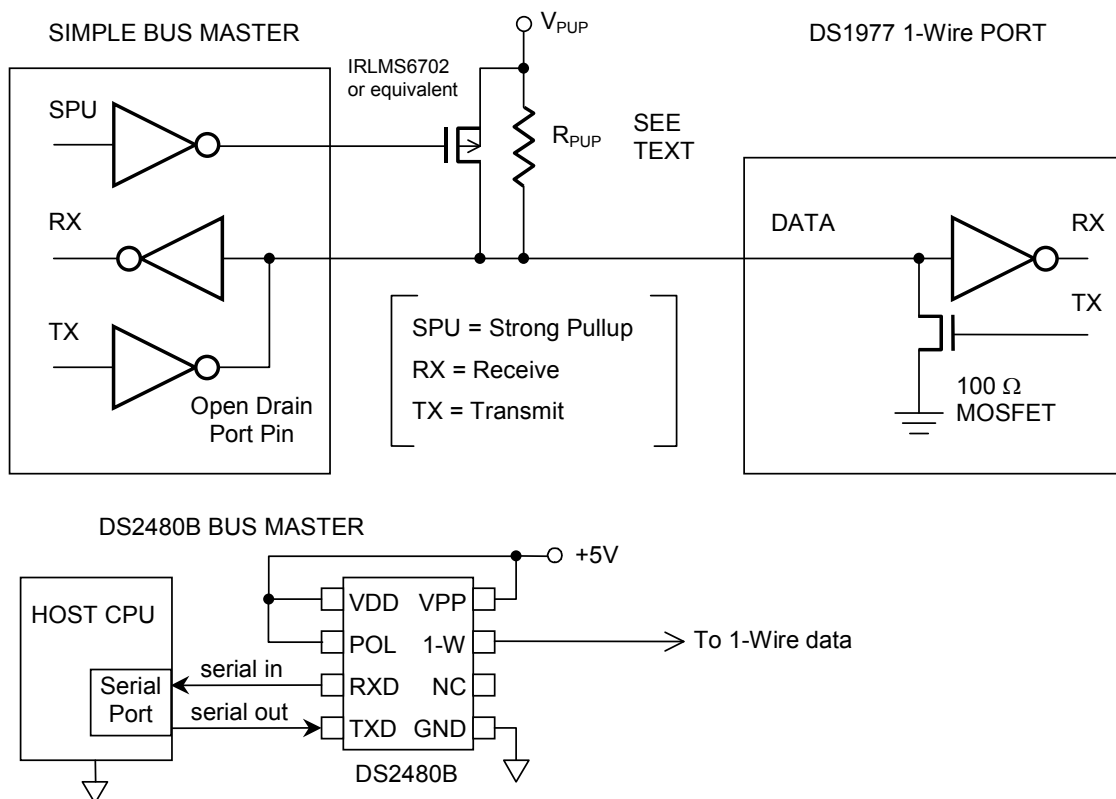 SIMPLE BUS MASTER
V_PUP
DS1977 1-Wire PORT
IRLMS6702
or equivalent
SPU
R_PUP
SEE
TEXT
RX
DATA
RX
TX
SPU = Strong Pullup
RX = Receive
TX = Transmit
TX
Open Drain
Port Pin
100 Ω
MOSFET
DS2480B BUS MASTER
+5V
HOST CPU
VDD
VPP
POL
1-W
To 1-Wire data
serial in
RXD
NC
Serial
Port
serial out
TXD
GND
DS2480B